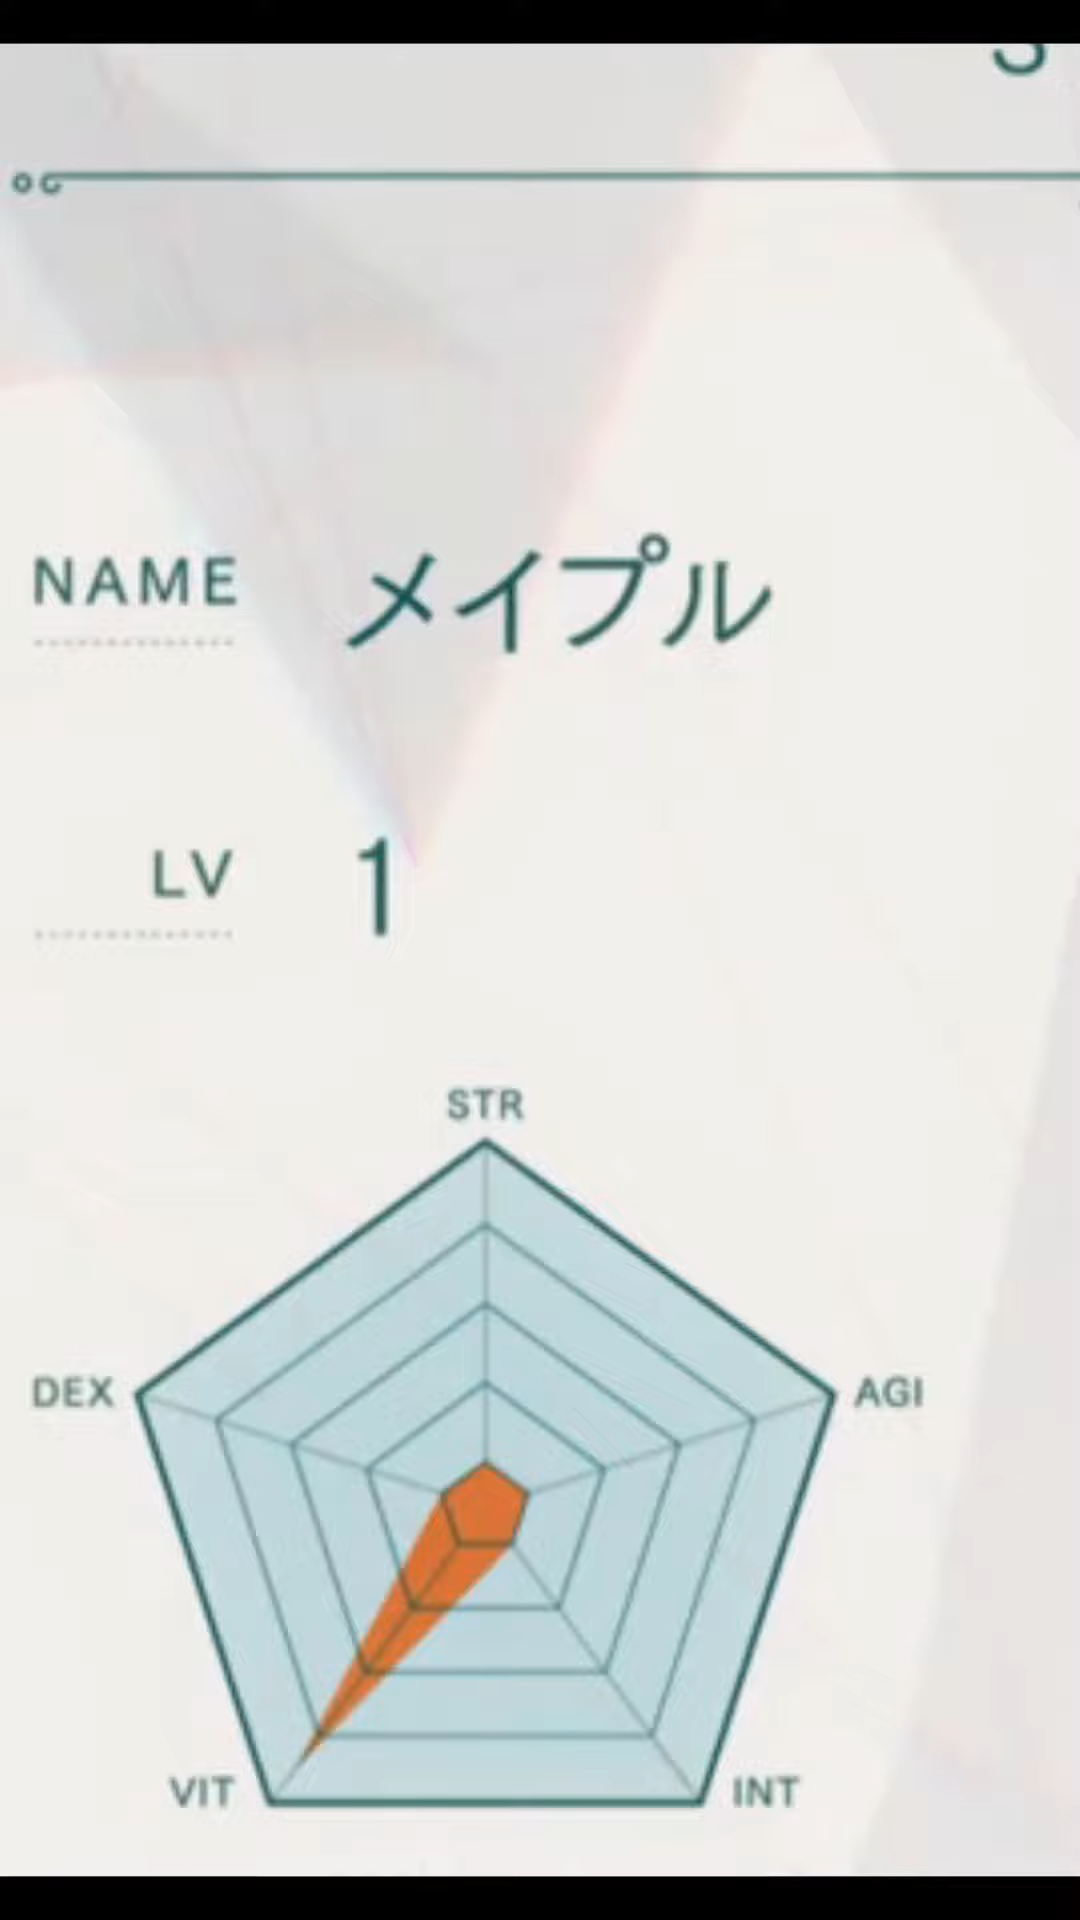 NAME メイプル
LV 1
STR
DEX AGI
VIT INT